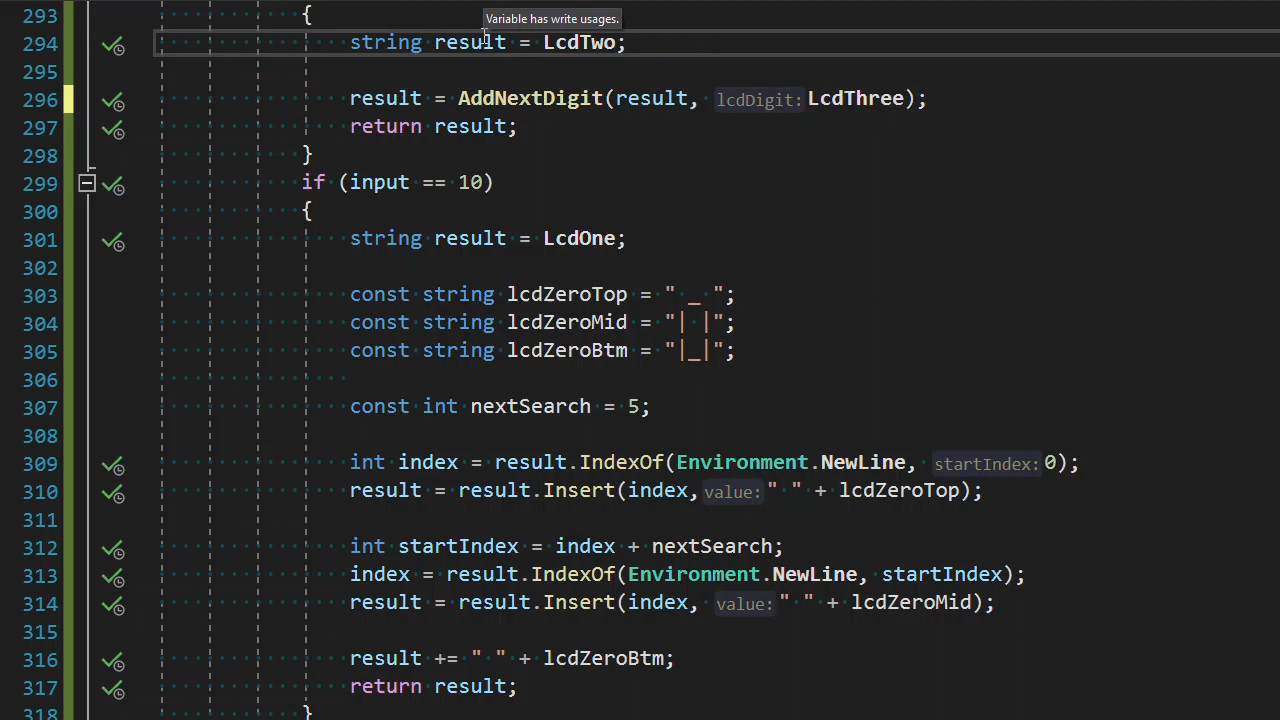 293 {
Variable has write usages.
294 string result = LcdTwo;
295
296 result = AddNextDigit(result, lcdDigit: LcdThree);
297 return result;
298 }
299 if (input == 10)
300 {
301 string result = LcdOne;
302
303 const string lcdZeroTop = " _ ";
304 const string lcdZeroMid = "| |";
305 const string lcdZeroBtm = "|_|";
306
307 const int nextSearch = 5;
308
309 int index = result.IndexOf(Environment.NewLine, startIndex: 0);
310 result = result.Insert(index, value: " " + lcdZeroTop);
311
312 int startIndex = index + nextSearch;
313 index = result.IndexOf(Environment.NewLine, startIndex);
314 result = result.Insert(index, value: " " + lcdZeroMid);
315
316 result += " " + lcdZeroBtm;
317 return result;
318 }